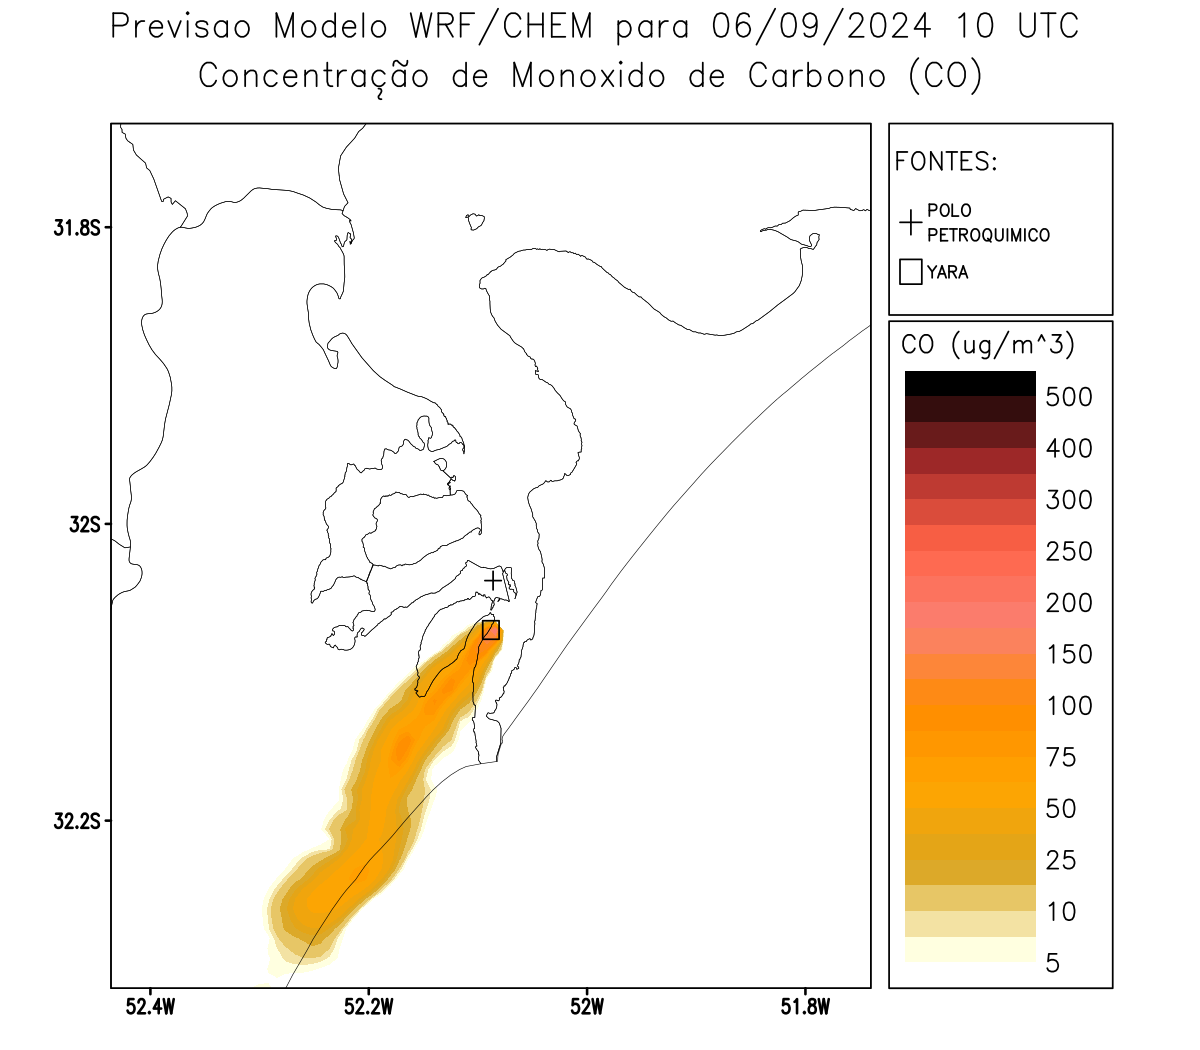 Previsao Modelo WRF/CHEM para 06/09/2024 10 UTC
Concentração de Monoxido de Carbono (CO)
FONTES:
POLO
PETROQUIMICO
YARA
CO (ug/m^3)
500
400
300
250
200
150
100
75
50
25
10
5
31.8S
32S
32.2S
52.4W
52.2W
52W
51.8W